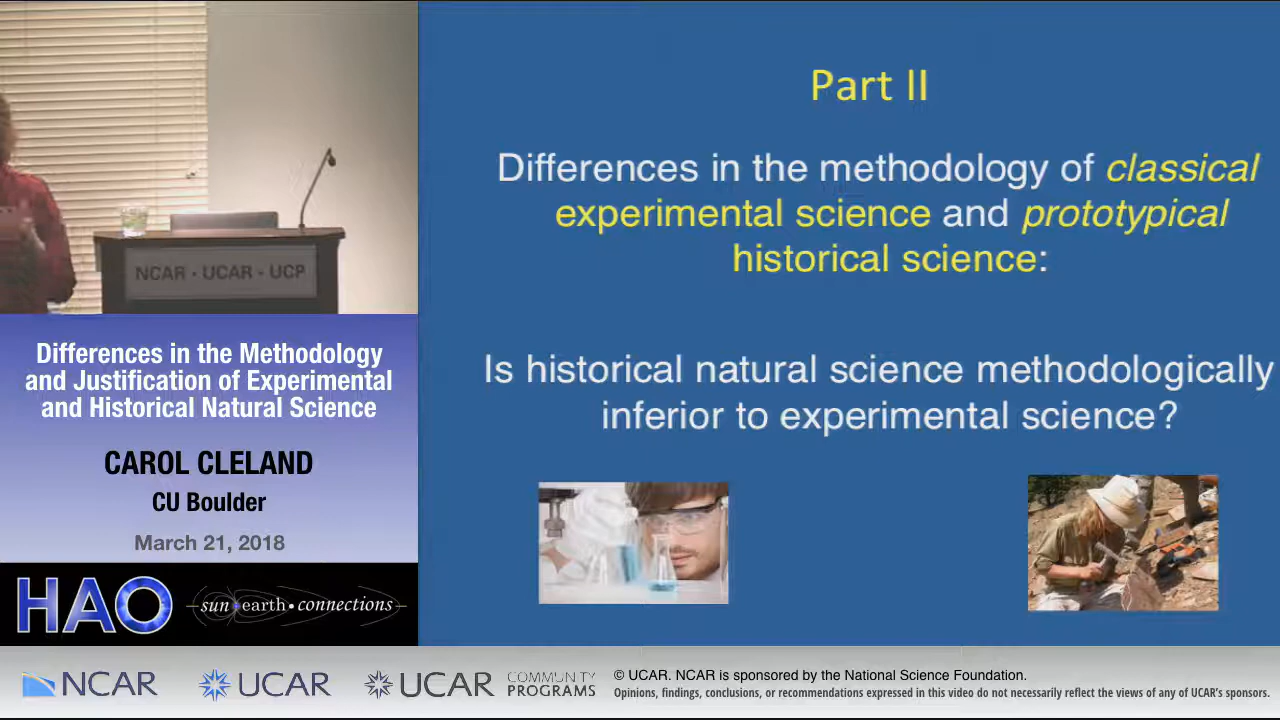 NCAR · UCAR · UCP
Differences in the Methodology
and Justification of Experimental
and Historical Natural Science
CAROL CLELAND
CU Boulder
March 21, 2018
HAO
sun•earth•connections
Part II
Differences in the methodology of classical
experimental science and prototypical
historical science:
Is historical natural science methodologically
inferior to experimental science?
NCAR
UCAR
UCAR
COMMUNITY
PROGRAMS
© UCAR. NCAR is sponsored by the National Science Foundation.
Opinions, findings, conclusions, or recommendations expressed in this video do not necessarily reflect the views of any of UCAR's sponsors.